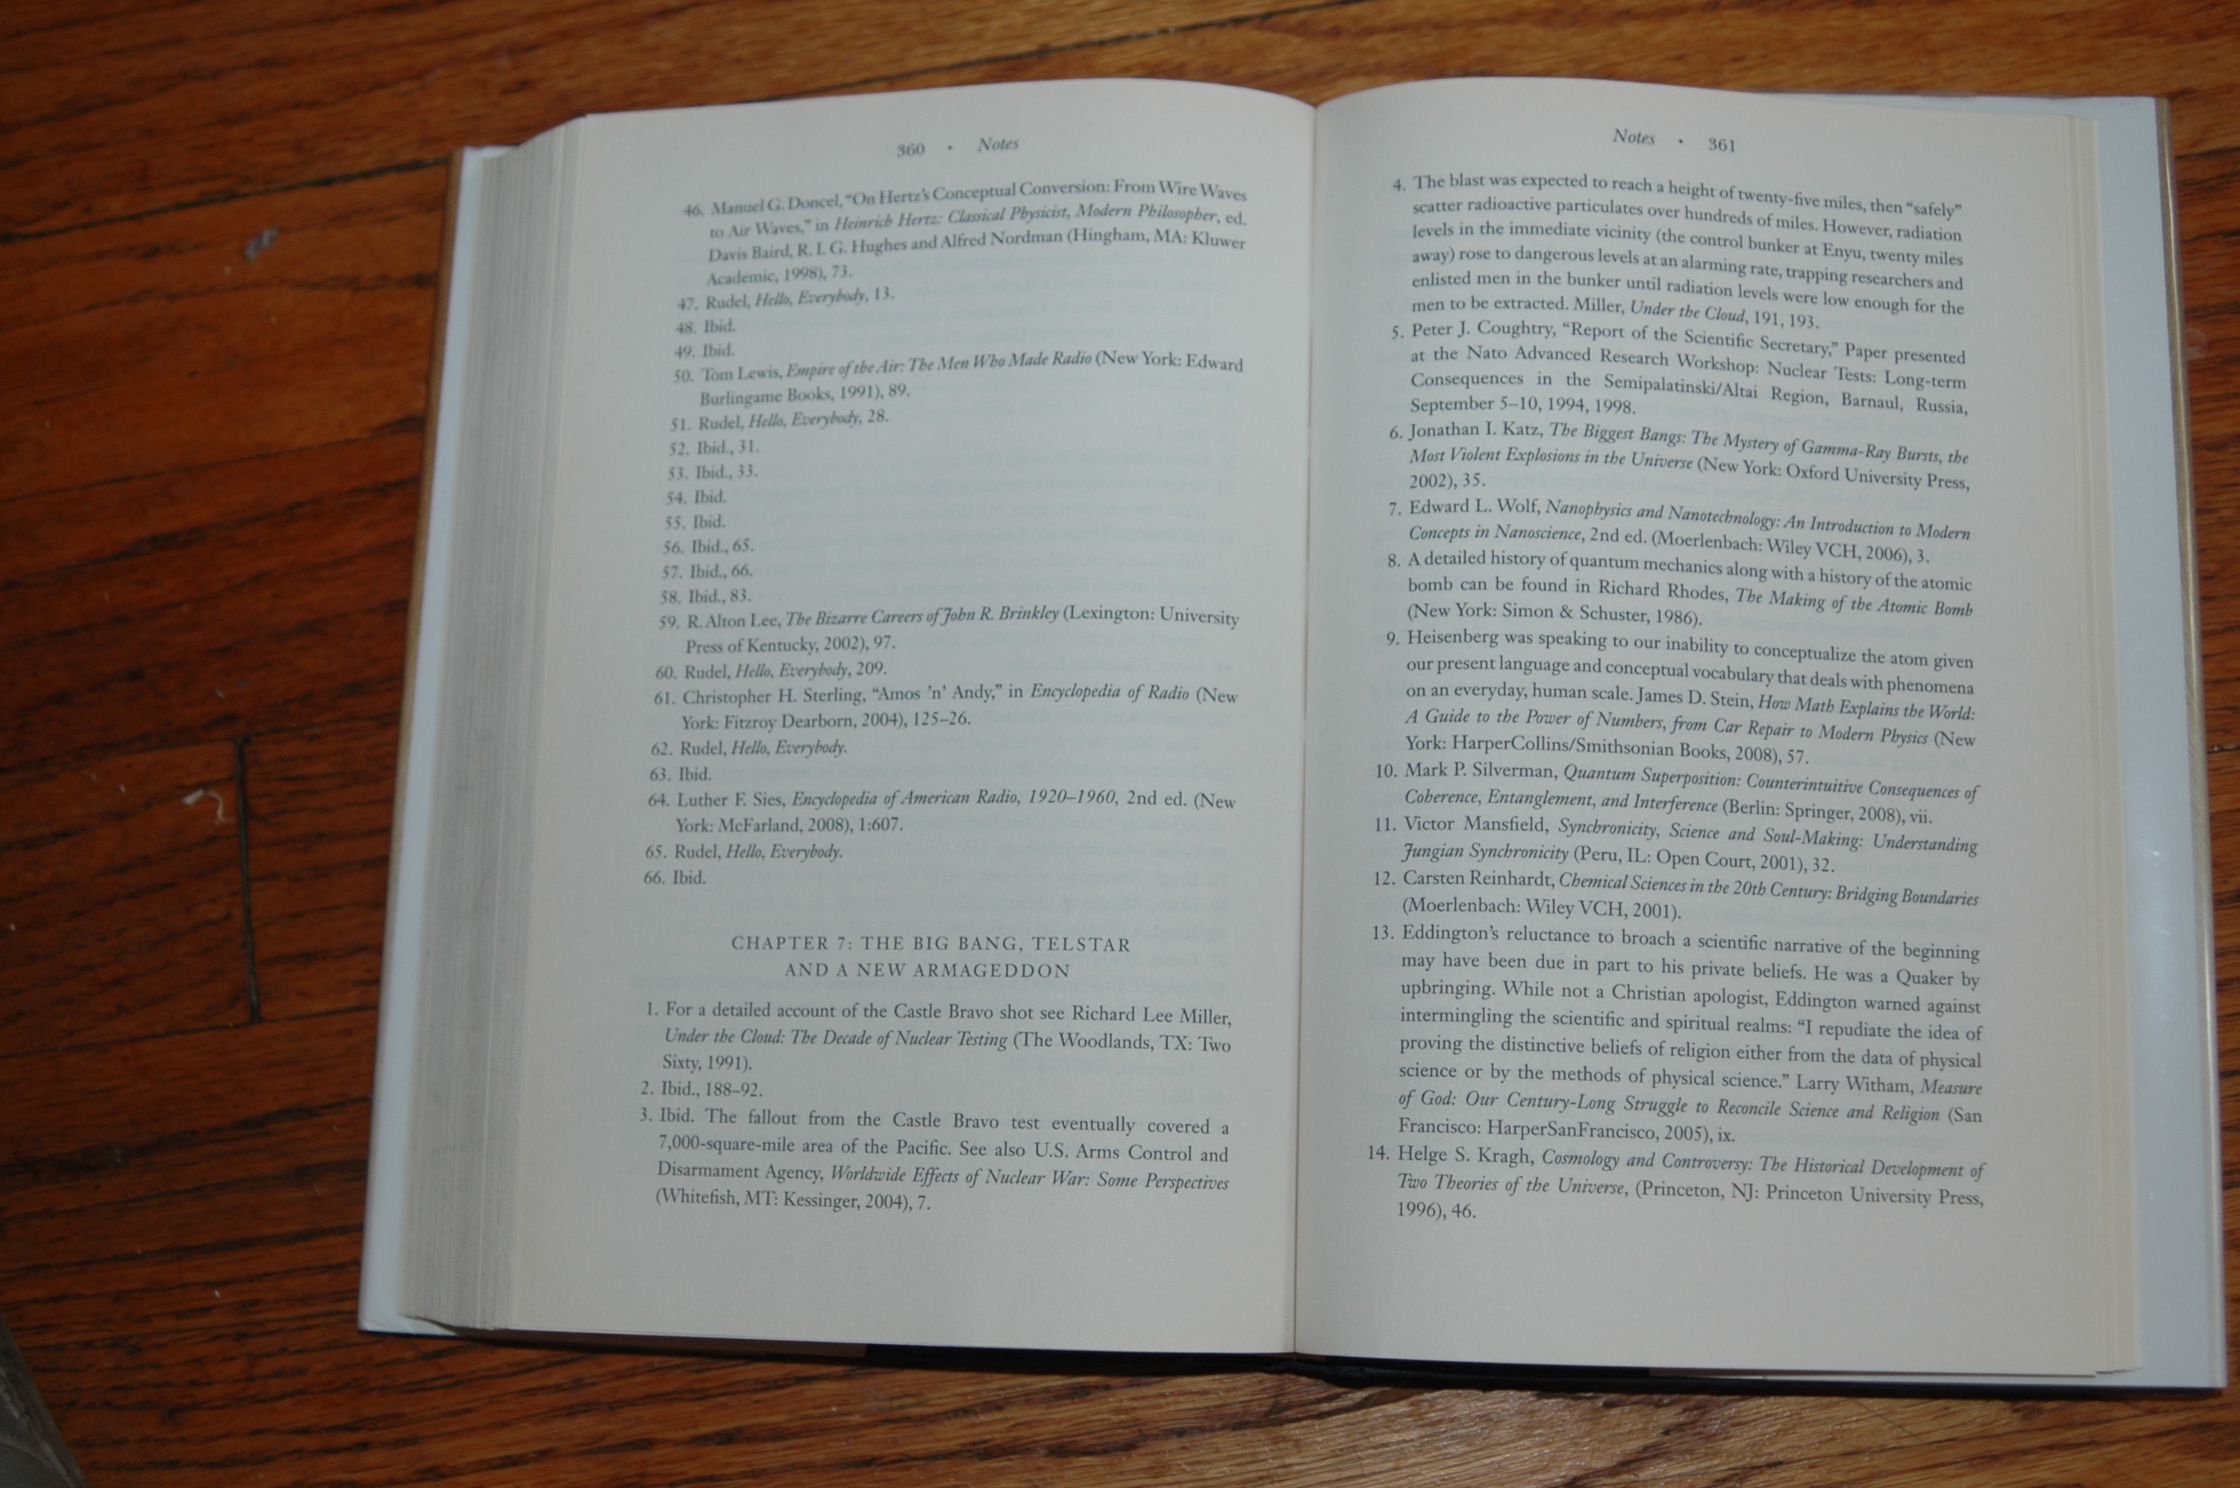 360 • Notes
46. Manuel G. Doncel, “On Hertz’s Conceptual Conversion: From Wire Waves
to Air Waves,” in Heinrich Hertz: Classical Physicist, Modern Philosopher, ed.
Davis Baird, R. I. G. Hughes and Alfred Nordman (Hingham, MA: Kluwer
Academic, 1998), 73.
47. Rudel, Hello, Everybody, 13.
48. Ibid.
49. Ibid.
50. Tom Lewis, Empire of the Air: The Men Who Made Radio (New York: Edward
Burlingame Books, 1991), 89.
51. Rudel, Hello, Everybody, 28.
52. Ibid., 31.
53. Ibid., 33.
54. Ibid.
55. Ibid.
56. Ibid., 65.
57. Ibid., 66.
58. Ibid., 83.
59. R. Alton Lee, The Bizarre Careers of John R. Brinkley (Lexington: University
Press of Kentucky, 2002), 97.
60. Rudel, Hello, Everybody, 209.
61. Christopher H. Sterling, “Amos ’n’ Andy,” in Encyclopedia of Radio (New
York: Fitzroy Dearborn, 2004), 125–26.
62. Rudel, Hello, Everybody.
63. Ibid.
64. Luther F. Sies, Encyclopedia of American Radio, 1920–1960, 2nd ed. (New
York: McFarland, 2008), 1:607.
65. Rudel, Hello, Everybody.
66. Ibid.
CHAPTER 7: THE BIG BANG, TELSTAR
AND A NEW ARMAGEDDON
1. For a detailed account of the Castle Bravo shot see Richard Lee Miller,
Under the Cloud: The Decade of Nuclear Testing (The Woodlands, TX: Two
Sixty, 1991).
2. Ibid., 188–92.
3. Ibid. The fallout from the Castle Bravo test eventually covered a
7,000-square-mile area of the Pacific. See also U.S. Arms Control and
Disarmament Agency, Worldwide Effects of Nuclear War: Some Perspectives
(Whitefish, MT: Kessinger, 2004), 7.
Notes • 361
4. The blast was expected to reach a height of twenty-five miles, then “safely”
scatter radioactive particulates over hundreds of miles. However, radiation
levels in the immediate vicinity (the control bunker at Enyu, twenty miles
away) rose to dangerous levels at an alarming rate, trapping researchers and
enlisted men in the bunker until radiation levels were low enough for the
men to be extracted. Miller, Under the Cloud, 191, 193.
5. Peter J. Coughtry, “Report of the Scientific Secretary,” Paper presented
at the Nato Advanced Research Workshop: Nuclear Tests: Long-term
Consequences in the Semipalatinski/Altai Region, Barnaul, Russia,
September 5–10, 1994, 1998.
6. Jonathan I. Katz, The Biggest Bangs: The Mystery of Gamma-Ray Bursts, the
Most Violent Explosions in the Universe (New York: Oxford University Press,
2002), 35.
7. Edward L. Wolf, Nanophysics and Nanotechnology: An Introduction to Modern
Concepts in Nanoscience, 2nd ed. (Moerlenbach: Wiley VCH, 2006), 3.
8. A detailed history of quantum mechanics along with a history of the atomic
bomb can be found in Richard Rhodes, The Making of the Atomic Bomb
(New York: Simon & Schuster, 1986).
9. Heisenberg was speaking to our inability to conceptualize the atom given
our present language and conceptual vocabulary that deals with phenomena
on an everyday, human scale. James D. Stein, How Math Explains the World:
A Guide to the Power of Numbers, from Car Repair to Modern Physics (New
York: HarperCollins/Smithsonian Books, 2008), 57.
10. Mark P. Silverman, Quantum Superposition: Counterintuitive Consequences of
Coherence, Entanglement, and Interference (Berlin: Springer, 2008), vii.
11. Victor Mansfield, Synchronicity, Science and Soul-Making: Understanding
Jungian Synchronicity (Peru, IL: Open Court, 2001), 32.
12. Carsten Reinhardt, Chemical Sciences in the 20th Century: Bridging Boundaries
(Moerlenbach: Wiley VCH, 2001).
13. Eddington’s reluctance to broach a scientific narrative of the beginning
may have been due in part to his private beliefs. He was a Quaker by
upbringing. While not a Christian apologist, Eddington warned against
intermingling the scientific and spiritual realms: “I repudiate the idea of
proving the distinctive beliefs of religion either from the data of physical
science or by the methods of physical science.” Larry Witham, Measure
of God: Our Century-Long Struggle to Reconcile Science and Religion (San
Francisco: HarperSanFrancisco, 2005), ix.
14. Helge S. Kragh, Cosmology and Controversy: The Historical Development of
Two Theories of the Universe, (Princeton, NJ: Princeton University Press,
1996), 46.